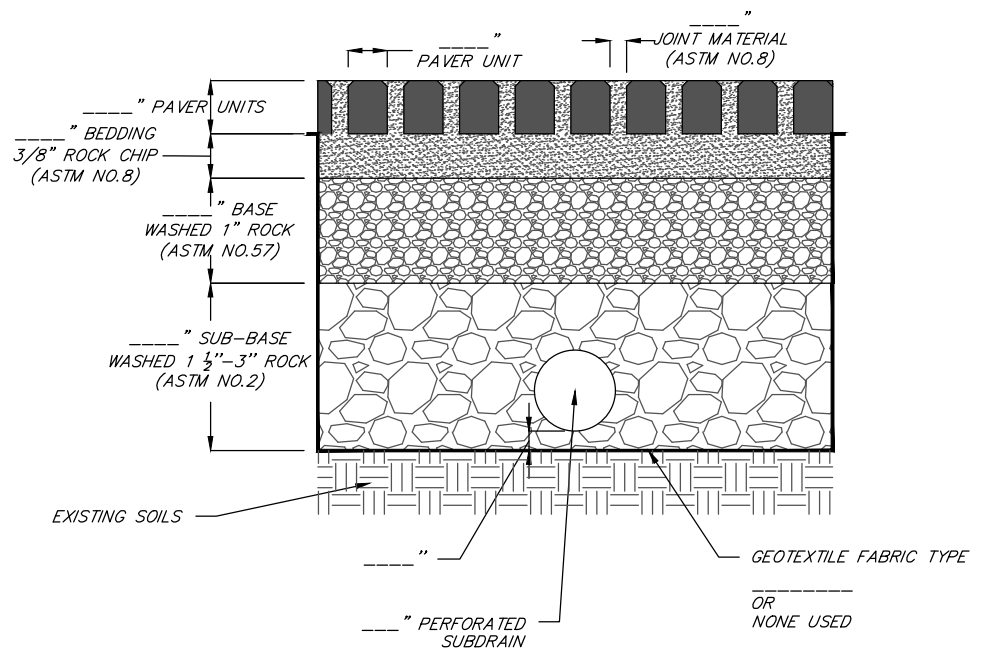 ____"
PAVER UNIT
____"
JOINT MATERIAL
(ASTM NO.8)
____" PAVER UNITS
____" BEDDING
3/8" ROCK CHIP
(ASTM NO.8)
____" BASE
WASHED 1" ROCK
(ASTM NO.57)
____" SUB-BASE
WASHED 1 1/2"-3" ROCK
(ASTM NO.2)
EXISTING SOILS
____"
___" PERFORATED
SUBDRAIN
GEOTEXTILE FABRIC TYPE
________
OR
NONE USED